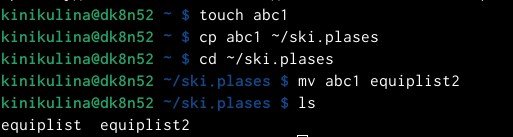 kinikulina@dk8n52 ~ $ touch abc1
kinikulina@dk8n52 ~ $ cp abc1 ~/ski.plases
kinikulina@dk8n52 ~ $ cd ~/ski.plases
kinikulina@dk8n52 ~/ski.plases $ mv abc1 equiplist2
kinikulina@dk8n52 ~/ski.plases $ ls
equiplist  equiplist2